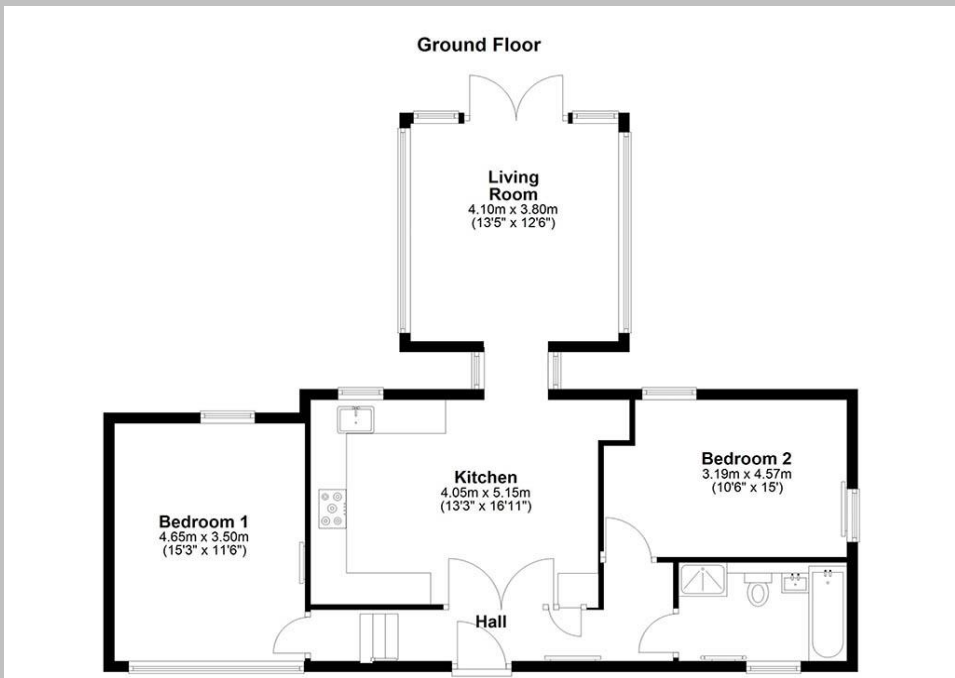 Ground Floor
Living
Room
4.10m x 3.80m
(13'5" x 12'6")
Kitchen
4.05m x 5.15m
(13'3" x 16'11")
Bedroom 2
3.19m x 4.57m
(10'6" x 15')
Bedroom 1
4.65m x 3.50m
(15'3" x 11'6")
Hall